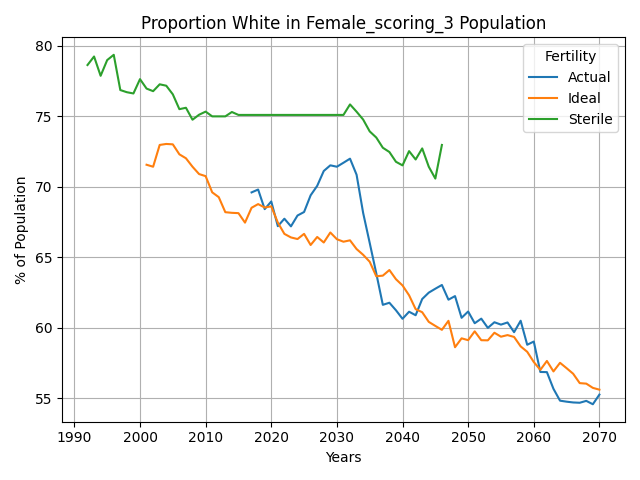 Proportion White in Female_scoring_3 Population
Fertility
Actual
Ideal
Sterile
% of Population
80
75
70
65
60
55
1990
2000
2010
2020
2030
2040
2050
2060
2070
Years